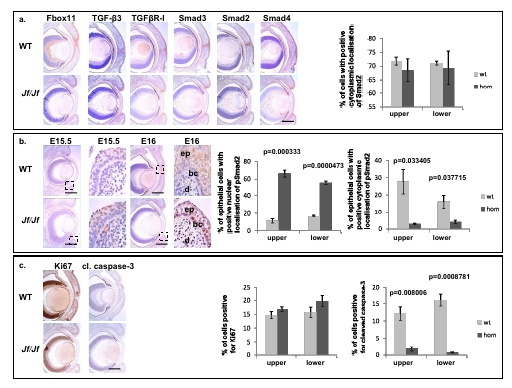 a.
Fbox11 TGF-β3 TGFβR-I Smad3 Smad2 Smad4
WT
Jf/Jf
% of cells with positive
cytoplasmic localisation
of Smad2
80
75
70
65
60
55
upper lower
wt
hom
b.
E15.5 E15.5 E16 E16
WT
ep
bc
d
Jf/Jf
ep
bc
d
% of epithelial cells with
positive nuclear
localisation of pSmad2
80
70
60
50
40
30
20
10
0
p=0.000333
p=0.0000473
upper lower
% of epithelial cells with
positive cytoplasmic
localisation of pSmad2
40
30
20
10
0
p=0.033405
p=0.037715
upper lower
wt
hom
c.
Ki67 cl. caspase-3
WT
Jf/Jf
% of cells positive
for Ki67
25
20
15
10
5
0
upper lower
% of cells positive
for cleaved caspase-3
20
15
10
5
0
p=0.008006
p=0.0008781
upper lower
wt
hom